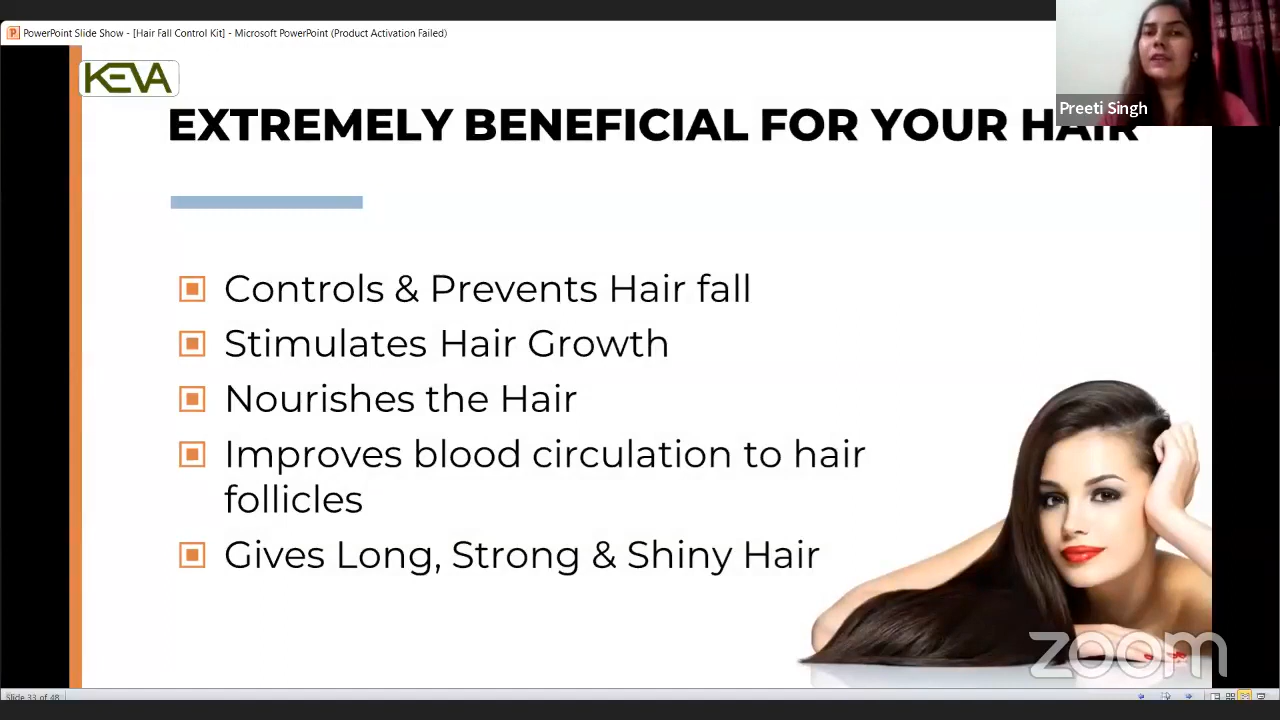 PowerPoint Slide Show - [Hair Fall Control Kit] - Microsoft PowerPoint (Product Activation Failed)
KEVA
Preeti Singh
EXTREMELY BENEFICIAL FOR YOUR HAIR
Controls & Prevents Hair fall
Stimulates Hair Growth
Nourishes the Hair
Improves blood circulation to hair
follicles
Gives Long, Strong & Shiny Hair
zoom
Slide 33 of 48